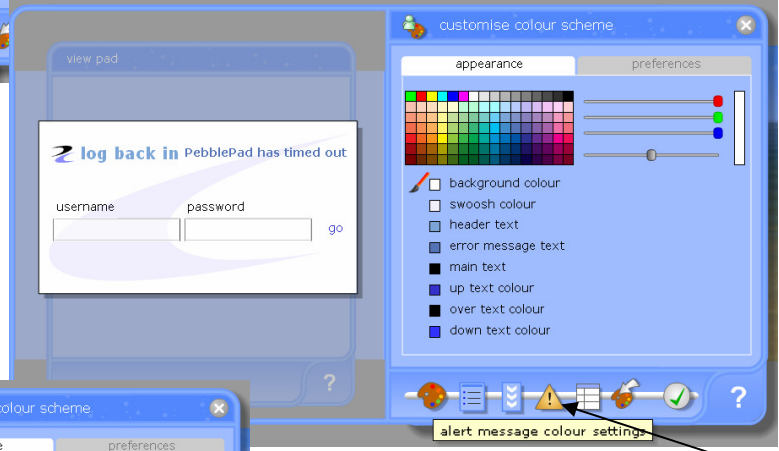 customise colour scheme
view pad
appearance
preferences
log back in PebblePad has timed out
username
password
go
background colour
swoosh colour
header text
error message text
main text
up text colour
over text colour
down text colour
?
?
alert message colour settings
colour scheme
preferences